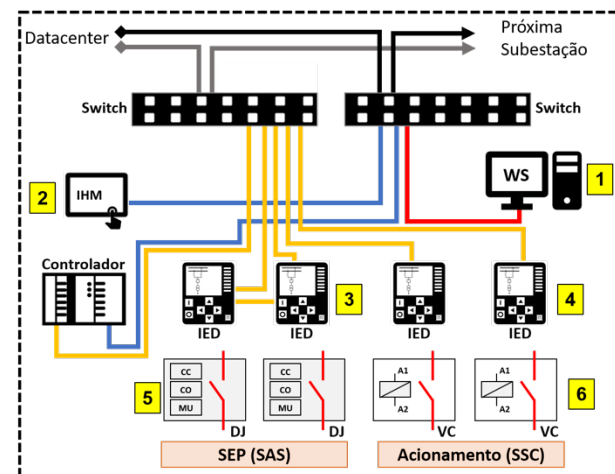 Datacenter
Próxima
Subestação
Switch
Switch
WS
1
2
IHM
Controlador
IED
IED
3
IED
IED
4
5
CC
CO
MU
DJ
CC
CO
MU
DJ
A1
A2
VC
A1
A2
VC
6
SEP (SAS)
Acionamento (SSC)